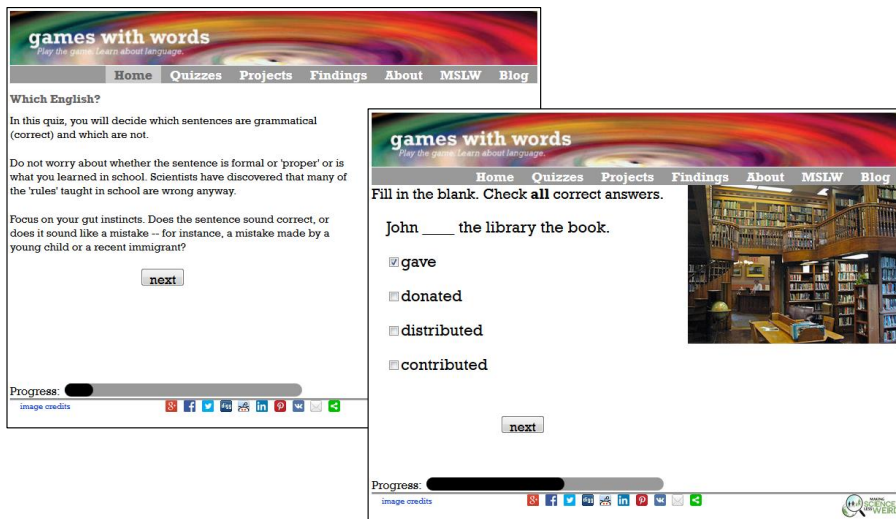 games with words
Play the game. Learn about language.
Home Quizzes Projects Findings About MSLW Blog
Which English?
In this quiz, you will decide which sentences are grammatical
(correct) and which are not.
Do not worry about whether the sentence is formal or 'proper' or is
what you learned in school. Scientists have discovered that many of
the 'rules' taught in school are wrong anyway.
Focus on your gut instincts. Does the sentence sound correct, or
does it sound like a mistake -- for instance, a mistake made by a
young child or a recent immigrant?
next
Progress:
image credits
games with words
Play the game. Learn about language.
Home Quizzes Projects Findings About MSLW Blog
Fill in the blank. Check all correct answers.
John ____ the library the book.
gave
donated
distributed
contributed
next
Progress:
image credits
MAKING
SCIENCE
LESS WEIRD